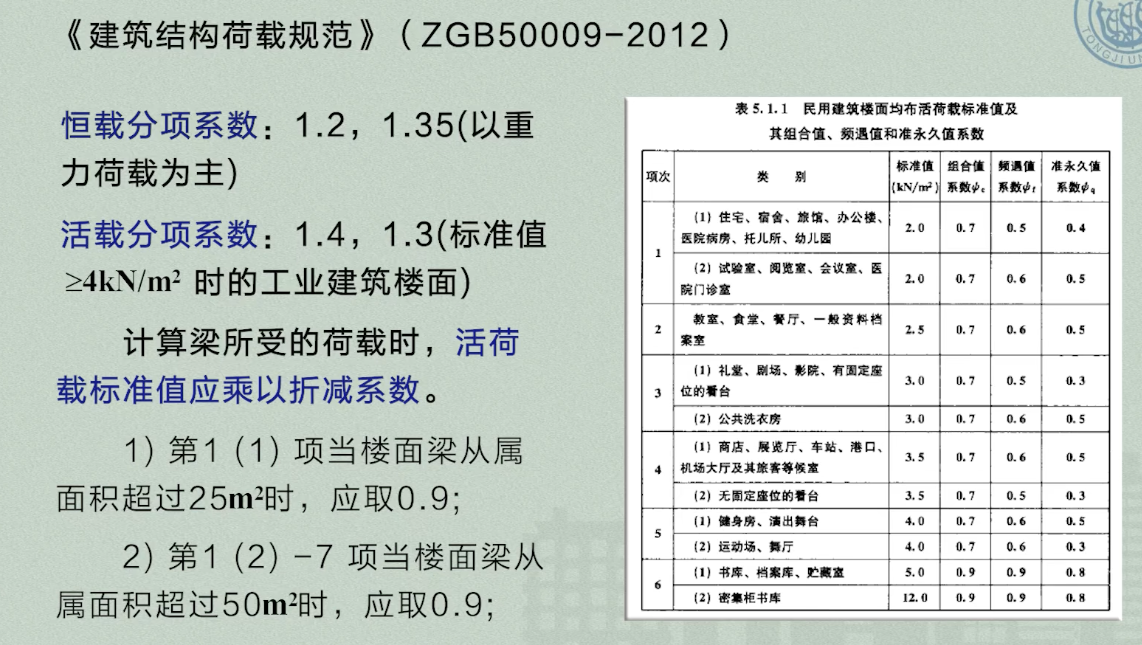 《建筑结构荷载规范》（ZGB50009-2012）
恒载分项系数：1.2，1.35(以重
力荷载为主)
活载分项系数：1.4，1.3(标准值
≥4kN/m² 时的工业建筑楼面)
计算梁所受的荷载时，活荷
载标准值应乘以折减系数。
1) 第1 (1) 项当楼面梁从属
面积超过25m²时，应取0.9;
2) 第1 (2) -7 项当楼面梁从
属面积超过50m²时，应取0.9;
TONGJI UN
表 5.1.1 民用建筑楼面均布活荷载标准值及
其组合值、频遇值和准永久值系数
项次 类 别 标准值 (kN/m²) 组合值 系数ψc 频遇值 系数ψf 准永久值 系数ψq
1 (1) 住宅、宿舍、旅馆、办公楼、 2.0 0.7 0.5 0.4
医院病房、托儿所、幼儿园
(2) 试验室、阅览室、会议室、医 2.0 0.7 0.6 0.5
院门诊室
2 教室、食堂、餐厅、一般资料档 2.5 0.7 0.6 0.5
案室
3 (1) 礼堂、剧场、影院、有固定座 3.0 0.7 0.5 0.3
位的看台
(2) 公共洗衣房 3.0 0.7 0.6 0.5
4 (1) 商店、展览厅、车站、港口、 3.5 0.7 0.6 0.5
机场大厅及其旅客等候室
(2) 无固定座位的看台 3.5 0.7 0.5 0.3
5 (1) 健身房、演出舞台 4.0 0.7 0.6 0.5
(2) 运动场、舞厅 4.0 0.7 0.6 0.3
6 (1) 书库、档案库、贮藏室 5.0 0.9 0.9 0.8
(2) 密集柜书库 12.0 0.9 0.9 0.8